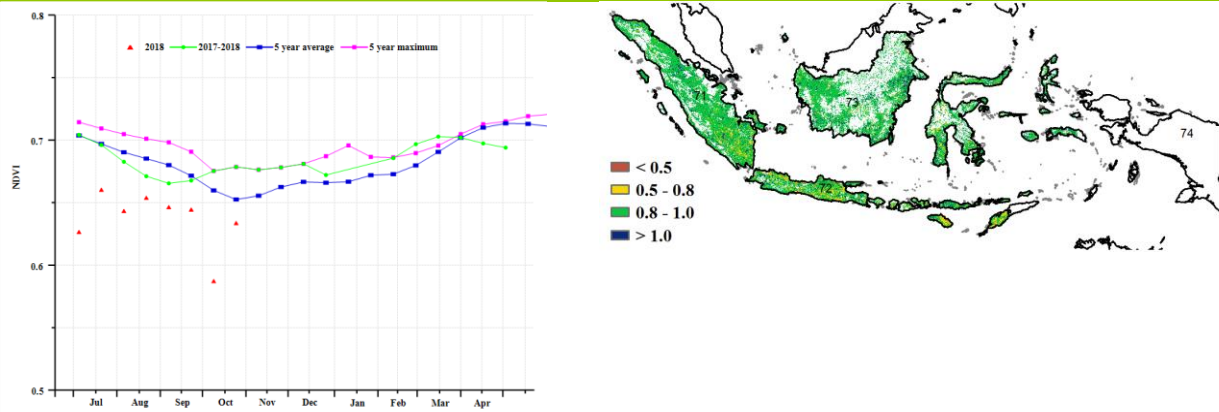 0.8
2018 2017-2018 5 year average 5 year maximum
0.7
NDVI
0.6
0.5
Jul Aug Sep Oct Nov Dec Jan Feb Mar Apr
71
73
74
72
< 0.5
0.5 - 0.8
0.8 - 1.0
> 1.0